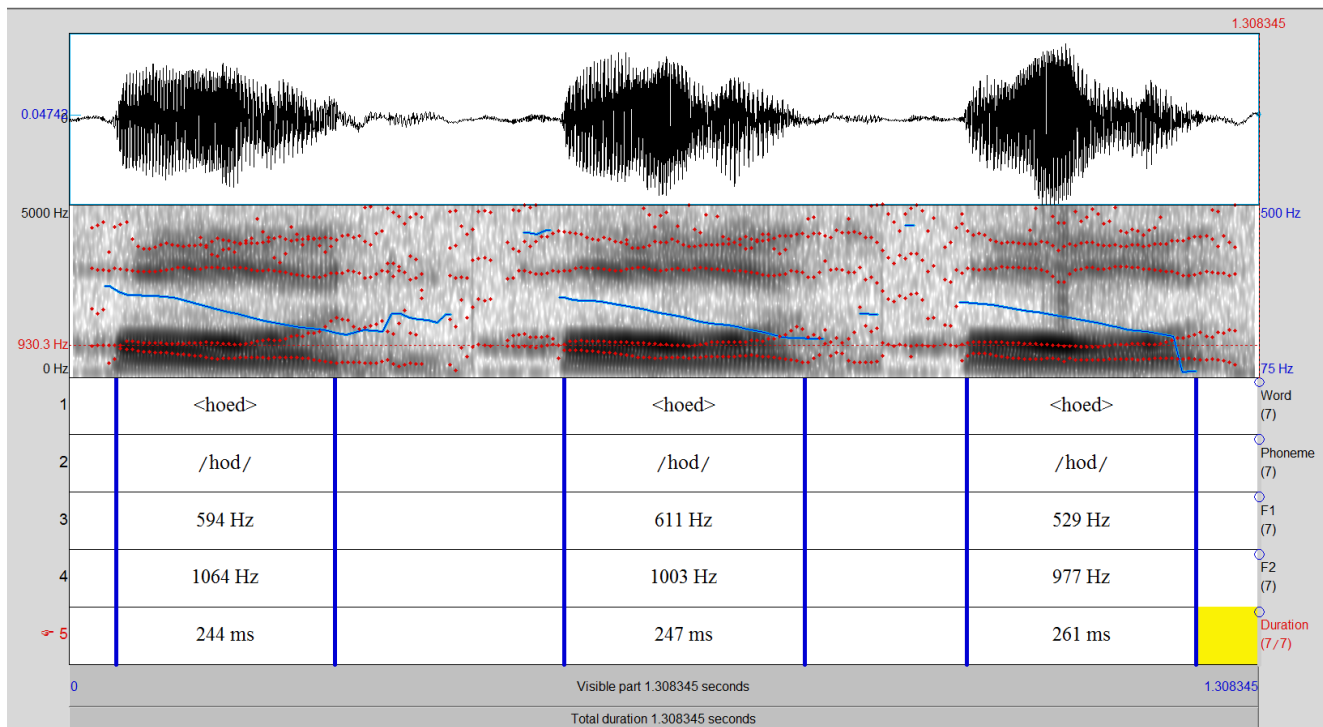 1.308345
0.04742
0
5000 Hz
500 Hz
930.3 Hz
0 Hz
75 Hz
1 <hoed> <hoed> <hoed> Word (7)
2 /hod/ /hod/ /hod/ Phoneme (7)
3 594 Hz 611 Hz 529 Hz F1 (7)
4 1064 Hz 1003 Hz 977 Hz F2 (7)
☞ 5 244 ms 247 ms 261 ms Duration (7/7)
0 Visible part 1.308345 seconds 1.308345
Total duration 1.308345 seconds